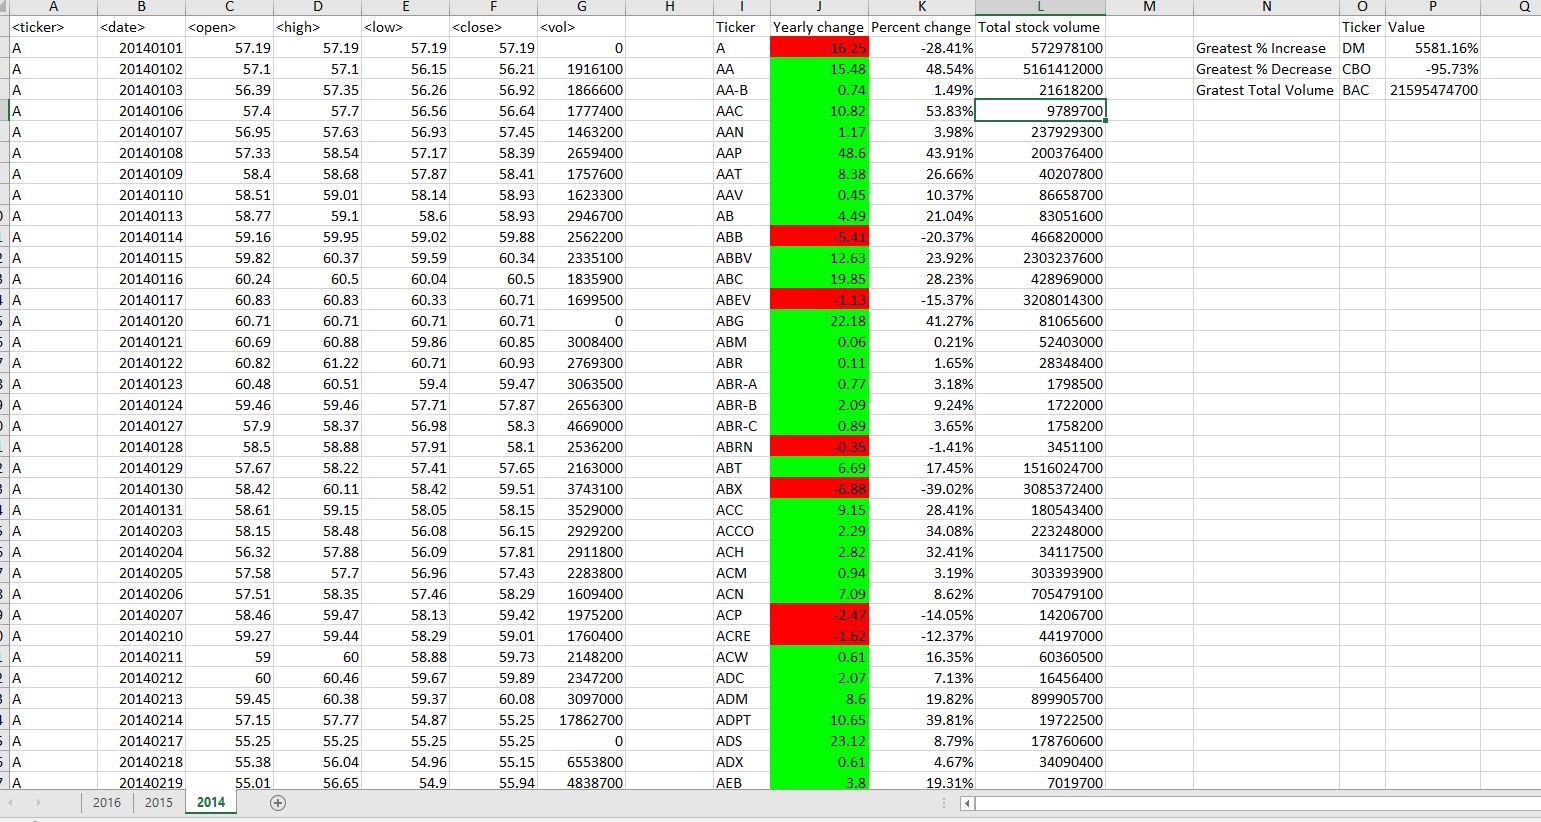 A B C D E F G H I J K L M N O P Q
<ticker> <date> <open> <high> <low> <close> <vol> Ticker Yearly change Percent change Total stock volume Ticker Value
A 20140101 57.19 57.19 57.19 57.19 0 A -16.25 -28.41% 572978100 Greatest % Increase DM 5581.16%
A 20140102 57.1 57.1 56.15 56.21 1916100 AA 15.48 48.54% 5161412000 Greatest % Decrease CBO -95.73%
A 20140103 56.39 57.35 56.26 56.92 1866600 AA-B 0.74 1.49% 21618200 Gratest Total Volume BAC 21595474700
A 20140106 57.4 57.7 56.56 56.64 1777400 AAC 10.82 53.83% 9789700
A 20140107 56.95 57.63 56.93 57.45 1463200 AAN 1.17 3.98% 237929300
A 20140108 57.33 58.54 57.17 58.39 2659400 AAP 48.6 43.91% 200376400
A 20140109 58.4 58.68 57.87 58.41 1757600 AAT 8.38 26.66% 40207800
A 20140110 58.51 59.01 58.14 58.93 1623300 AAV 0.45 10.37% 86658700
A 20140113 58.77 59.1 58.6 58.93 2946700 AB 4.49 21.04% 83051600
A 20140114 59.16 59.95 59.02 59.88 2562200 ABB -5.41 -20.37% 466820000
A 20140115 59.82 60.37 59.59 60.34 2335100 ABBV 12.63 23.92% 2303237600
A 20140116 60.24 60.5 60.04 60.5 1835900 ABC 19.85 28.23% 428969000
A 20140117 60.83 60.83 60.33 60.71 1699500 ABEV -1.13 -15.37% 3208014300
A 20140120 60.71 60.71 60.71 60.71 0 ABG 22.18 41.27% 81065600
A 20140121 60.69 60.88 59.86 60.85 3008400 ABM 0.06 0.21% 52403000
A 20140122 60.82 61.22 60.71 60.93 2769300 ABR 0.11 1.65% 28348400
A 20140123 60.48 60.51 59.4 59.47 3063500 ABR-A 0.77 3.18% 1798500
A 20140124 59.46 59.46 57.71 57.87 2656300 ABR-B 2.09 9.24% 1722000
A 20140127 57.9 58.37 56.98 58.3 4669000 ABR-C 0.89 3.65% 1758200
A 20140128 58.5 58.88 57.91 58.1 2536200 ABRN -0.35 -1.41% 3451100
A 20140129 57.67 58.22 57.41 57.65 2163000 ABT 6.69 17.45% 1516024700
A 20140130 58.42 60.11 58.42 59.51 3743100 ABX -6.88 -39.02% 3085372400
A 20140131 58.61 59.15 58.05 58.15 3529000 ACC 9.15 28.41% 180543400
A 20140203 58.15 58.48 56.08 56.15 2929200 ACCO 2.29 34.08% 223248000
A 20140204 56.32 57.88 56.09 57.81 2911800 ACH 2.82 32.41% 34117500
A 20140205 57.58 57.7 56.96 57.43 2283800 ACM 0.94 3.19% 303393900
A 20140206 57.51 58.35 57.46 58.29 1609400 ACN 7.09 8.62% 705479100
A 20140207 58.46 59.47 58.13 59.42 1975200 ACP -2.47 -14.05% 14206700
A 20140210 59.27 59.44 58.29 59.01 1760400 ACRE -1.62 -12.37% 44197000
A 20140211 59 60 58.88 59.73 2148200 ACW 0.61 16.35% 60360500
A 20140212 60 60.46 59.67 59.89 2347200 ADC 2.07 7.13% 16456400
A 20140213 59.45 60.38 59.37 60.08 3097000 ADM 8.6 19.82% 899905700
A 20140214 57.15 57.77 54.87 55.25 17862700 ADPT 10.65 39.81% 19722500
A 20140217 55.25 55.25 55.25 55.25 0 ADS 23.12 8.79% 178760600
A 20140218 55.38 56.04 54.96 55.15 6553800 ADX 0.61 4.67% 34090400
A 20140219 55.01 56.65 54.9 55.94 4838700 AEB 3.8 19.31% 7019700
2016 2015 2014